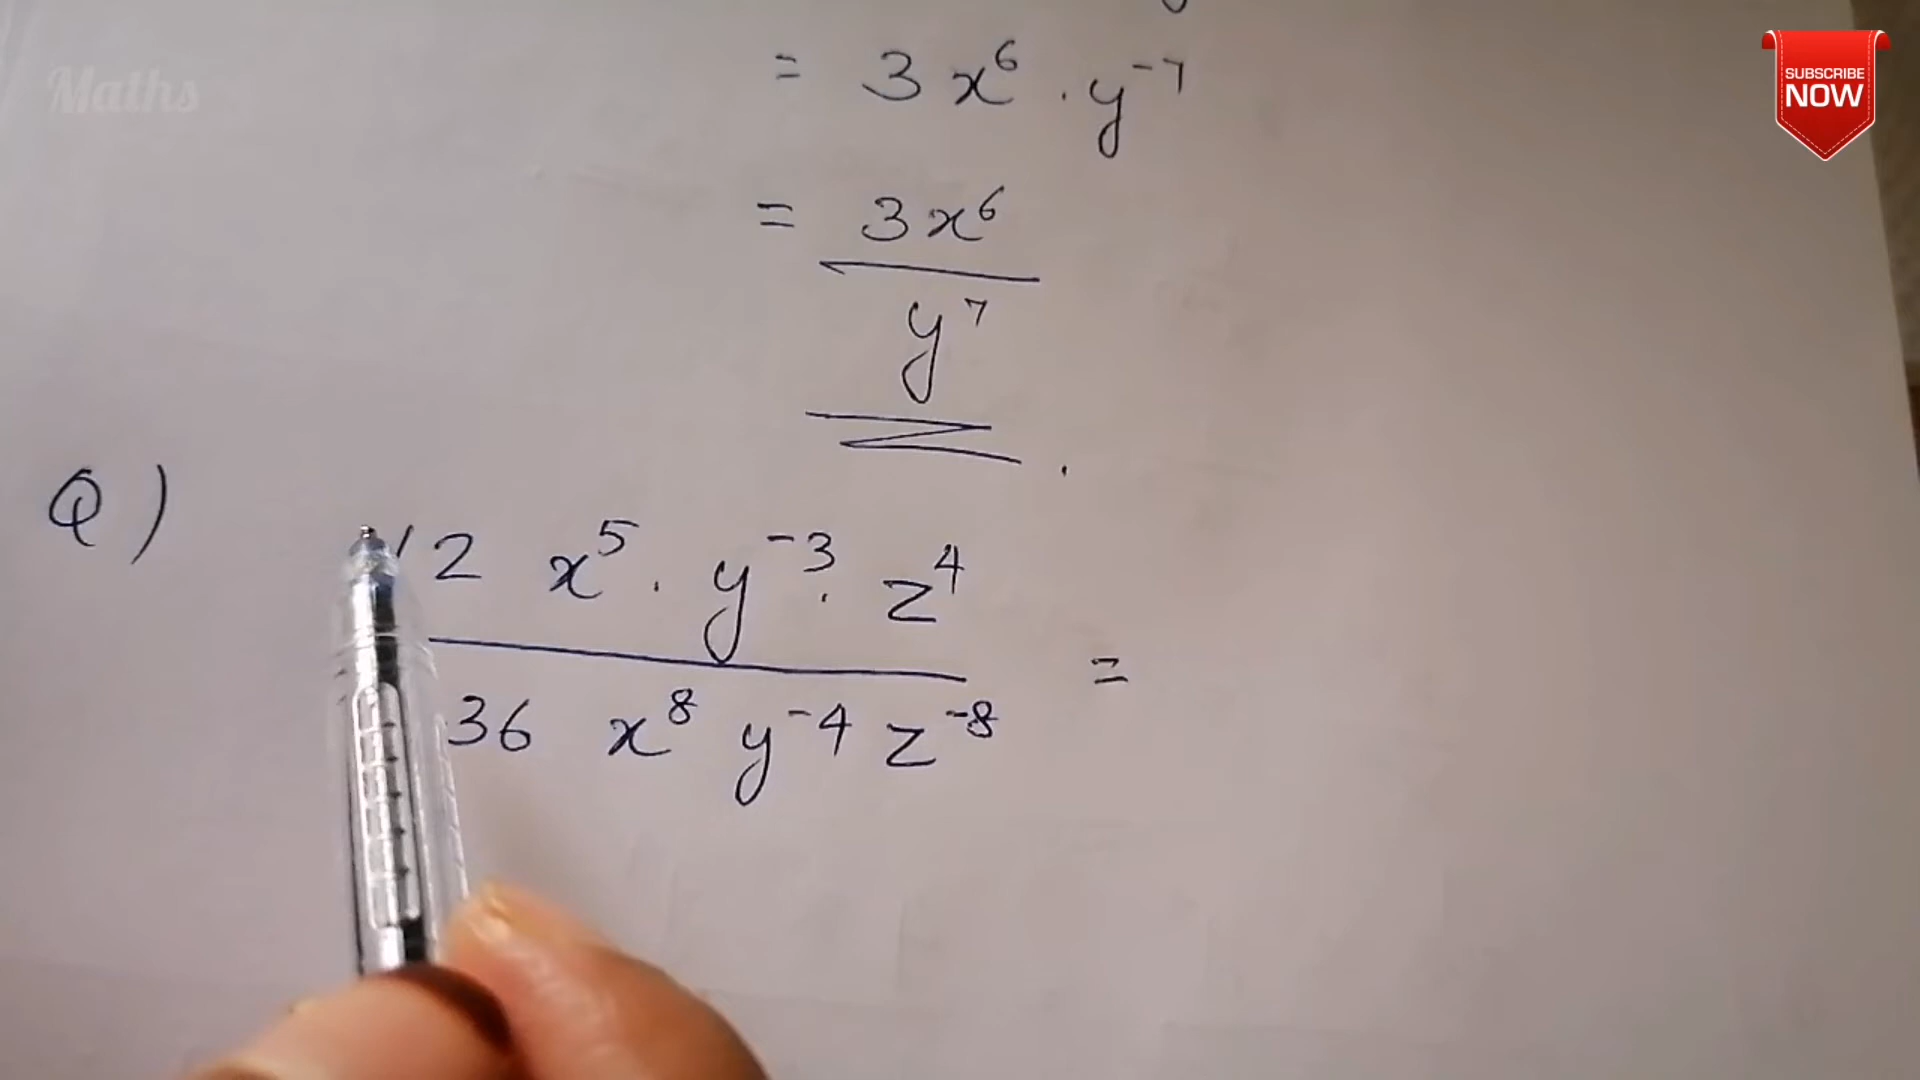 Maths
SUBSCRIBE
NOW
= 3x⁶ . y⁻⁷
= 3x⁶
y⁷
Q)
12 x⁵ . y⁻³ . z⁴
=
36 x⁸ y⁻⁴ z⁻⁸